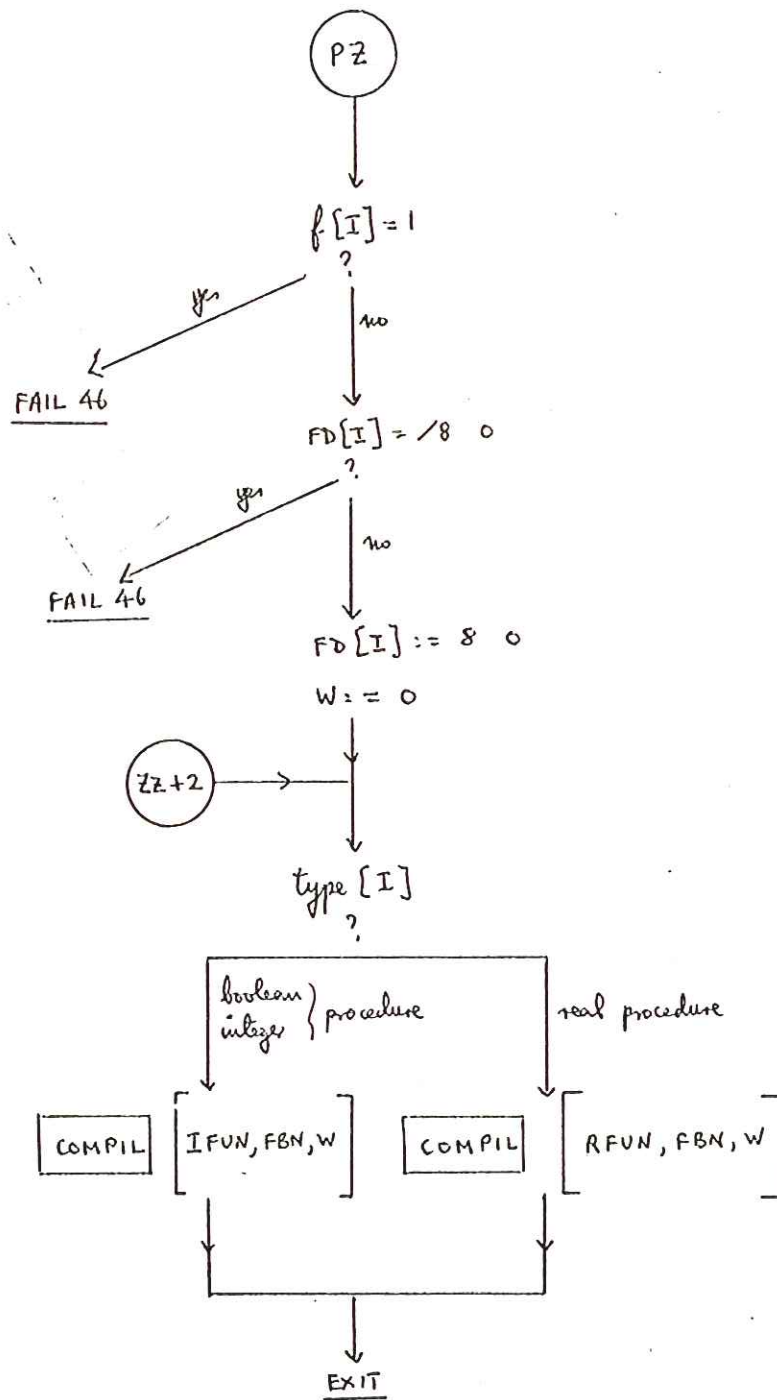 PZ
f[I] = 1
?
yes
no
FAIL 46
FD[I] = /8 0
?
yes
no
FAIL 46
FD[I] := 8 0
W := 0
ZZ+2
type [I]
?
boolean
integer } procedure
real procedure
COMPIL [IFUN, FBN, W]
COMPIL [RFUN, FBN, W]
EXIT